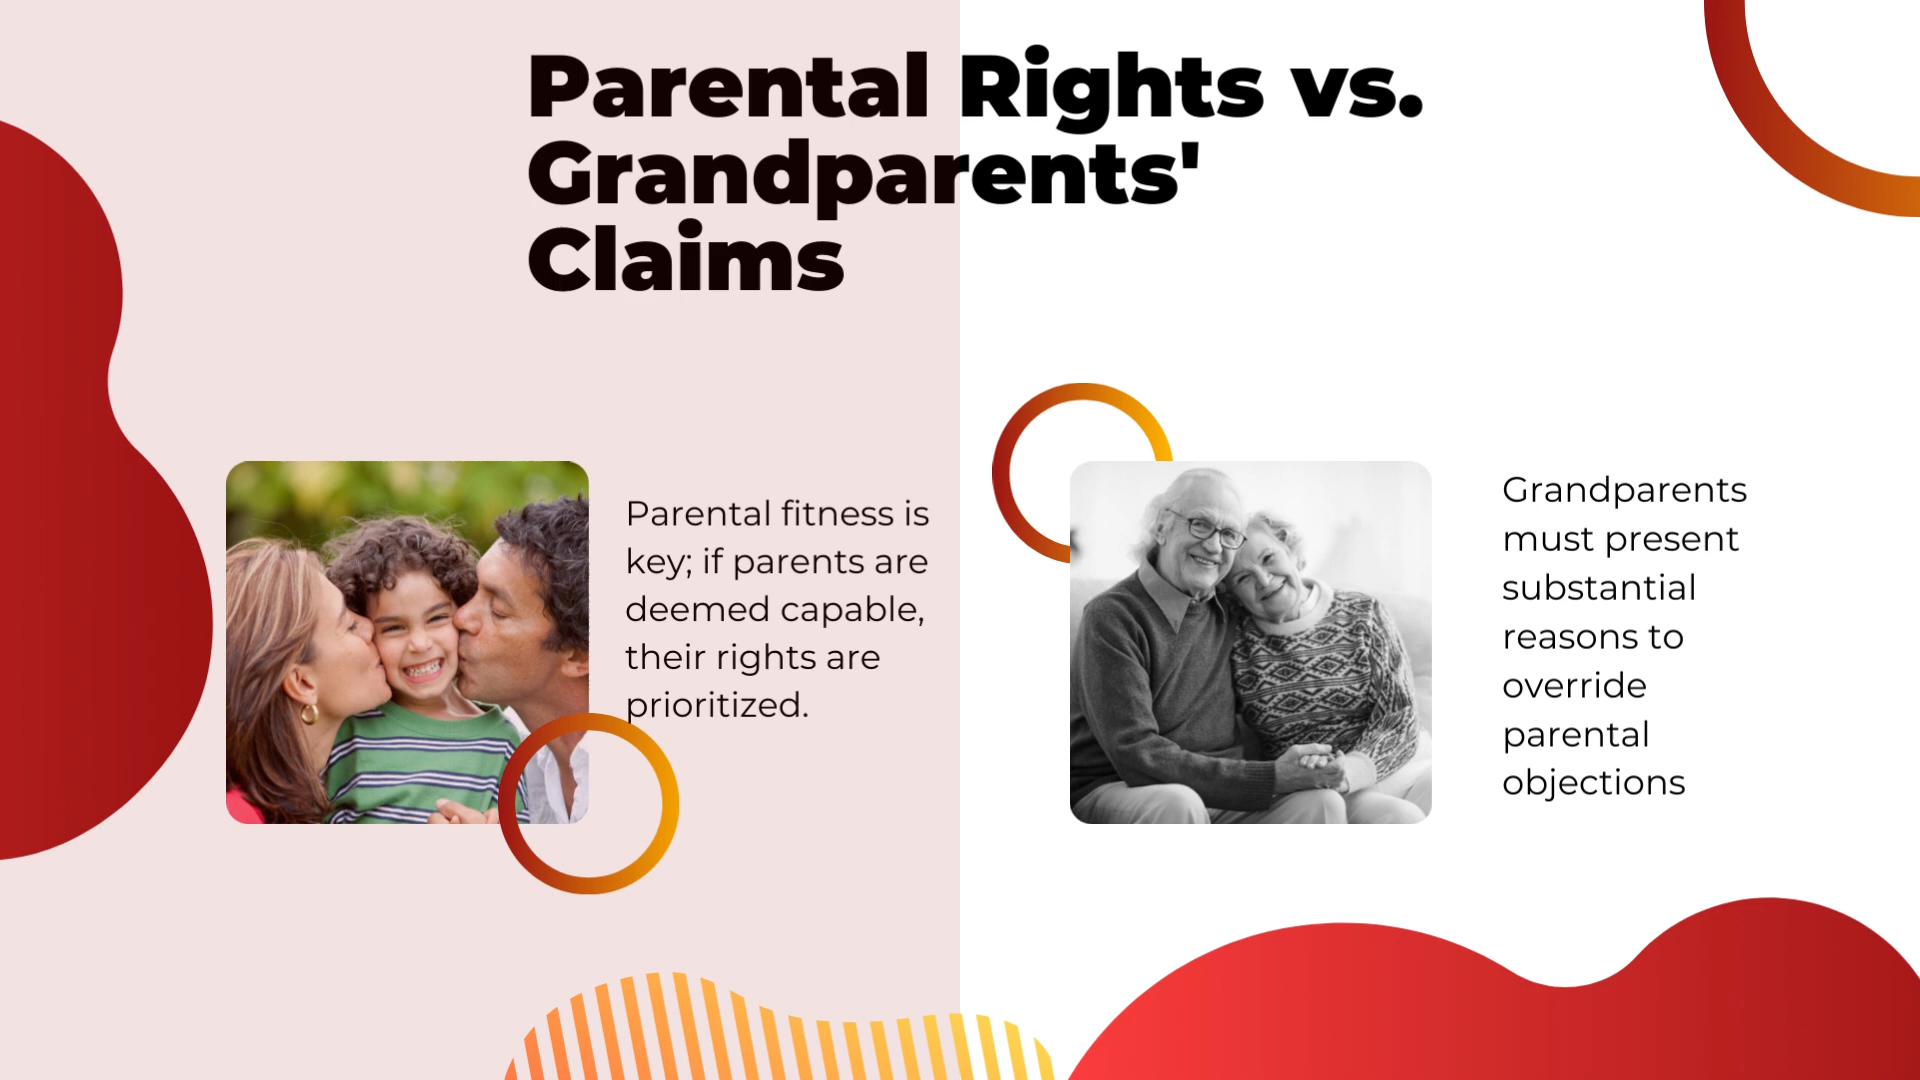 Parental Rights vs.
Grandparents'
Claims
Parental fitness is
key; if parents are
deemed capable,
their rights are
prioritized.
Grandparents
must present
substantial
reasons to
override
parental
objections